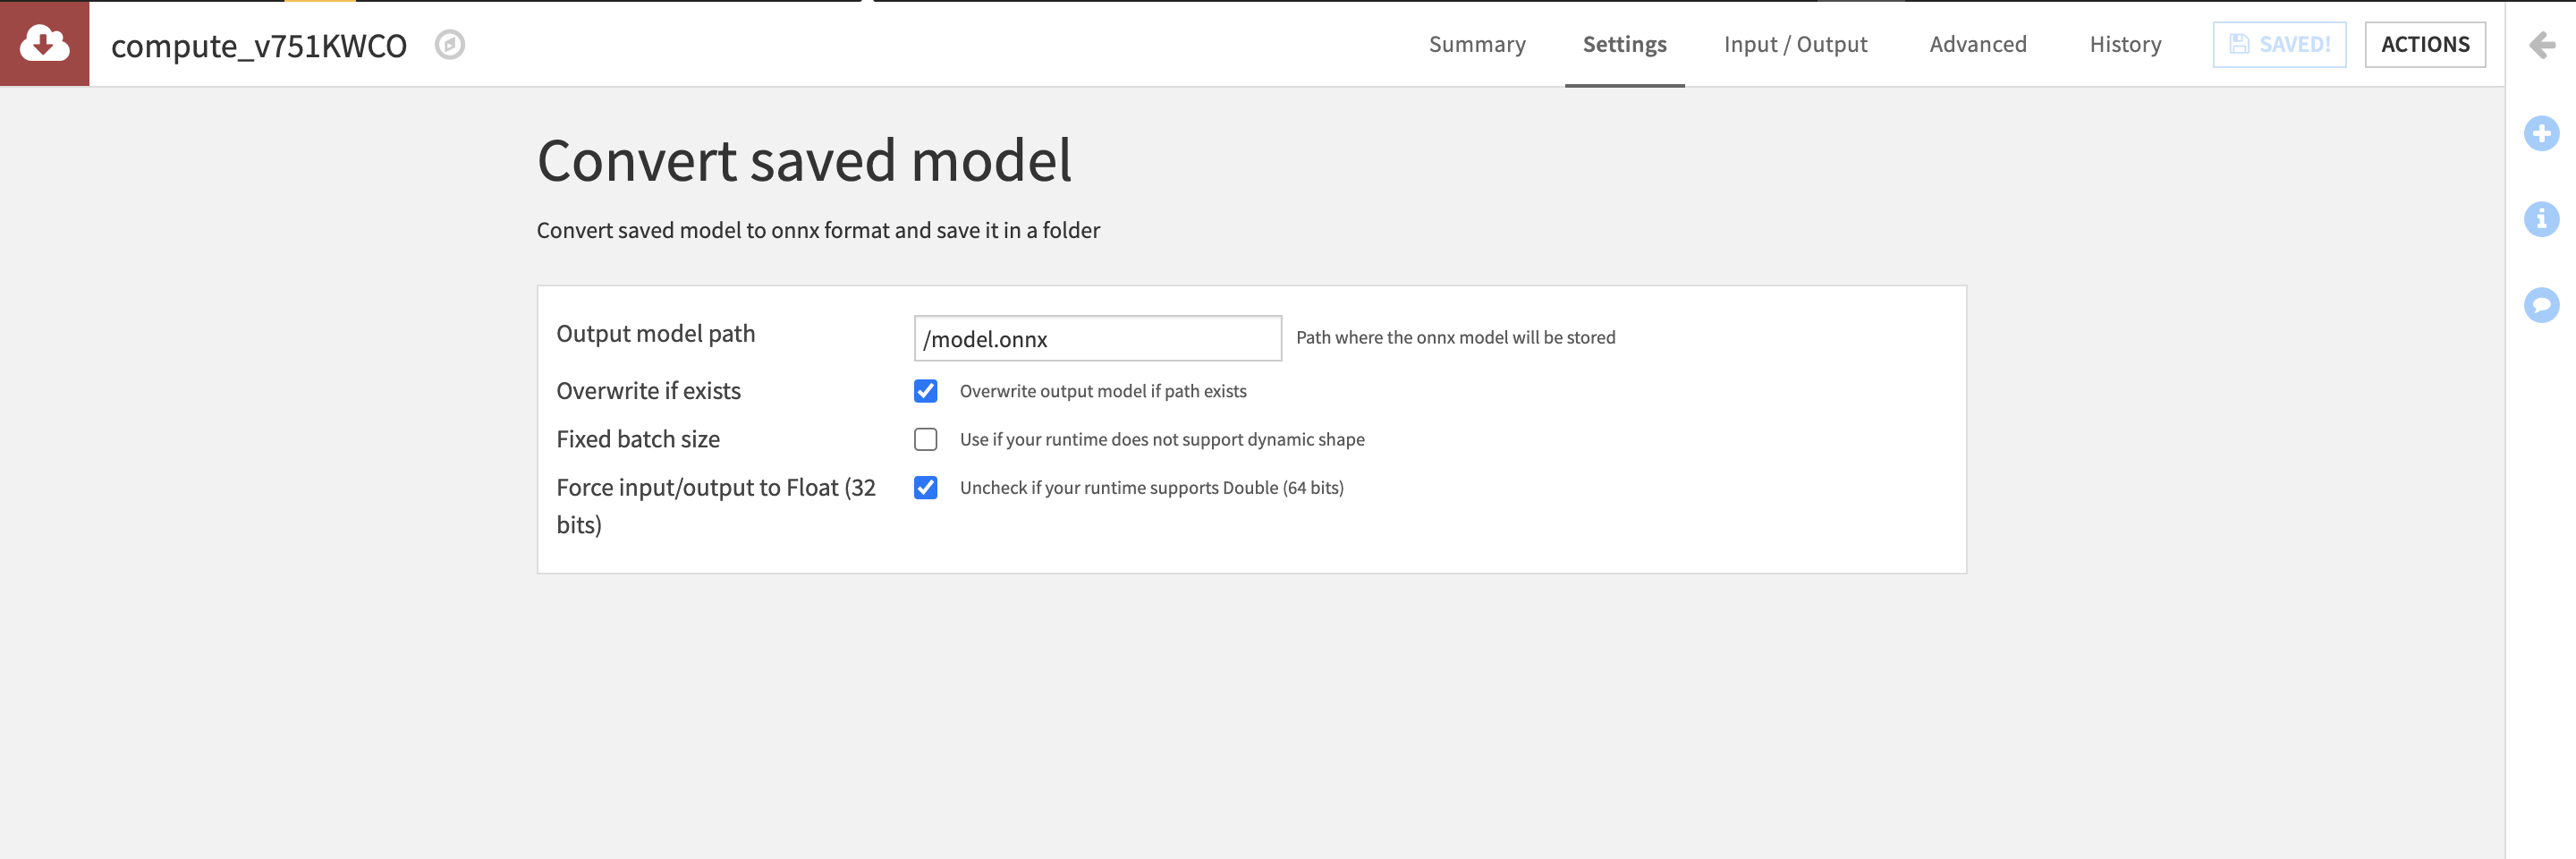 compute_v751KWCO
Summary
Settings
Input / Output
Advanced
History
SAVED!
ACTIONS
Convert saved model
Convert saved model to onnx format and save it in a folder
Output model path
/model.onnx
Path where the onnx model will be stored
Overwrite if exists
Overwrite output model if path exists
Fixed batch size
Use if your runtime does not support dynamic shape
Force input/output to Float (32
bits)
Uncheck if your runtime supports Double (64 bits)